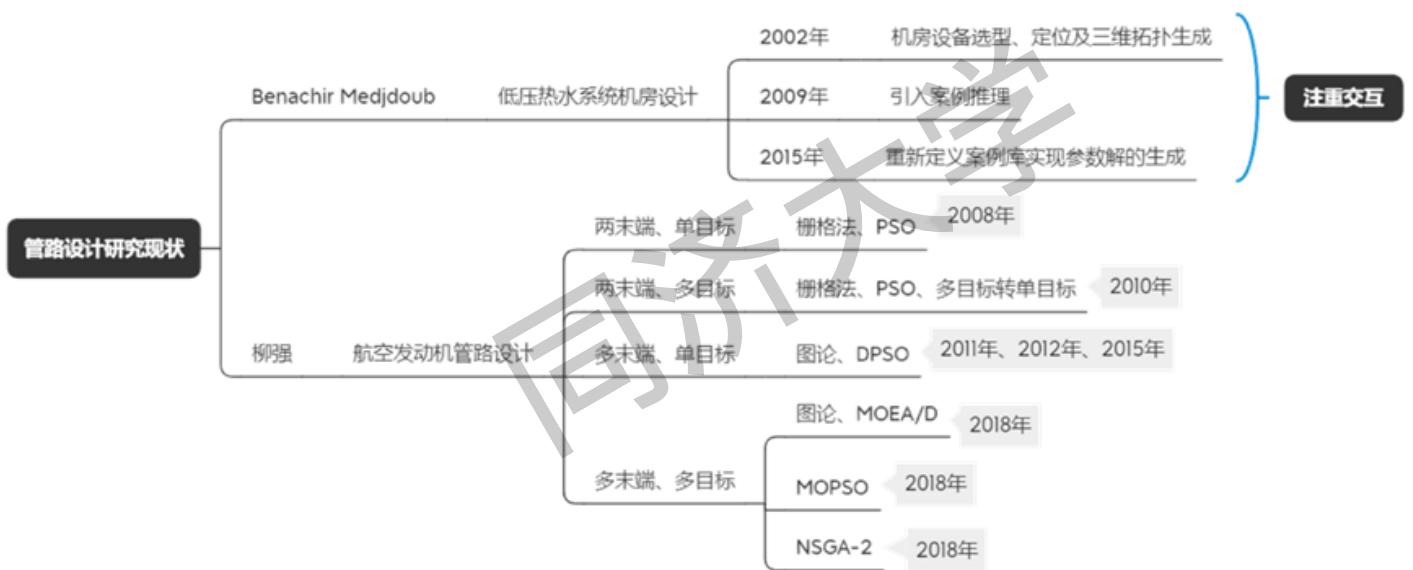 管路设计研究现状
Benachir Medjdoub 低压热水系统机房设计
2002年 机房设备选型、定位及三维拓扑生成
2009年 引入案例推理
2015年 重新定义案例库实现参数解的生成
注重交互
柳强 航空发动机管路设计
两末端、单目标 栅格法、PSO 2008年
两末端、多目标 栅格法、PSO、多目标转单目标 2010年
多末端、单目标 图论、DPSO 2011年、2012年、2015年
多末端、多目标
图论、MOEA/D 2018年
MOPSO 2018年
NSGA-2 2018年
同济大学